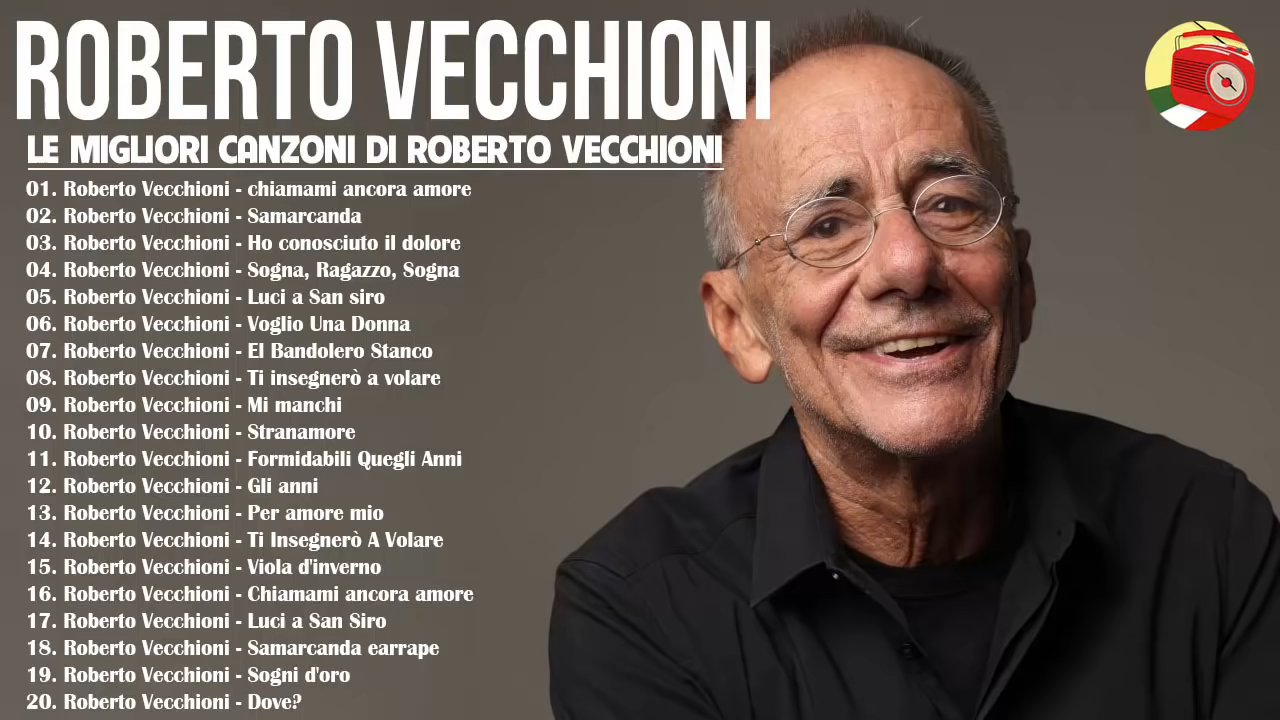 ROBERTO VECCHIONI
LE MIGLIORI CANZONI DI ROBERTO VECCHIONI
01. Roberto Vecchioni - chiamami ancora amore
02. Roberto Vecchioni - Samarcanda
03. Roberto Vecchioni - Ho conosciuto il dolore
04. Roberto Vecchioni - Sogna, Ragazzo, Sogna
05. Roberto Vecchioni - Luci a San siro
06. Roberto Vecchioni - Voglio Una Donna
07. Roberto Vecchioni - El Bandolero Stanco
08. Roberto Vecchioni - Ti insegnerò a volare
09. Roberto Vecchioni - Mi manchi
10. Roberto Vecchioni - Stranamore
11. Roberto Vecchioni - Formidabili Quegli Anni
12. Roberto Vecchioni - Gli anni
13. Roberto Vecchioni - Per amore mio
14. Roberto Vecchioni - Ti Insegnerò A Volare
15. Roberto Vecchioni - Viola d'inverno
16. Roberto Vecchioni - Chiamami ancora amore
17. Roberto Vecchioni - Luci a San Siro
18. Roberto Vecchioni - Samarcanda earrape
19. Roberto Vecchioni - Sogni d'oro
20. Roberto Vecchioni - Dove?